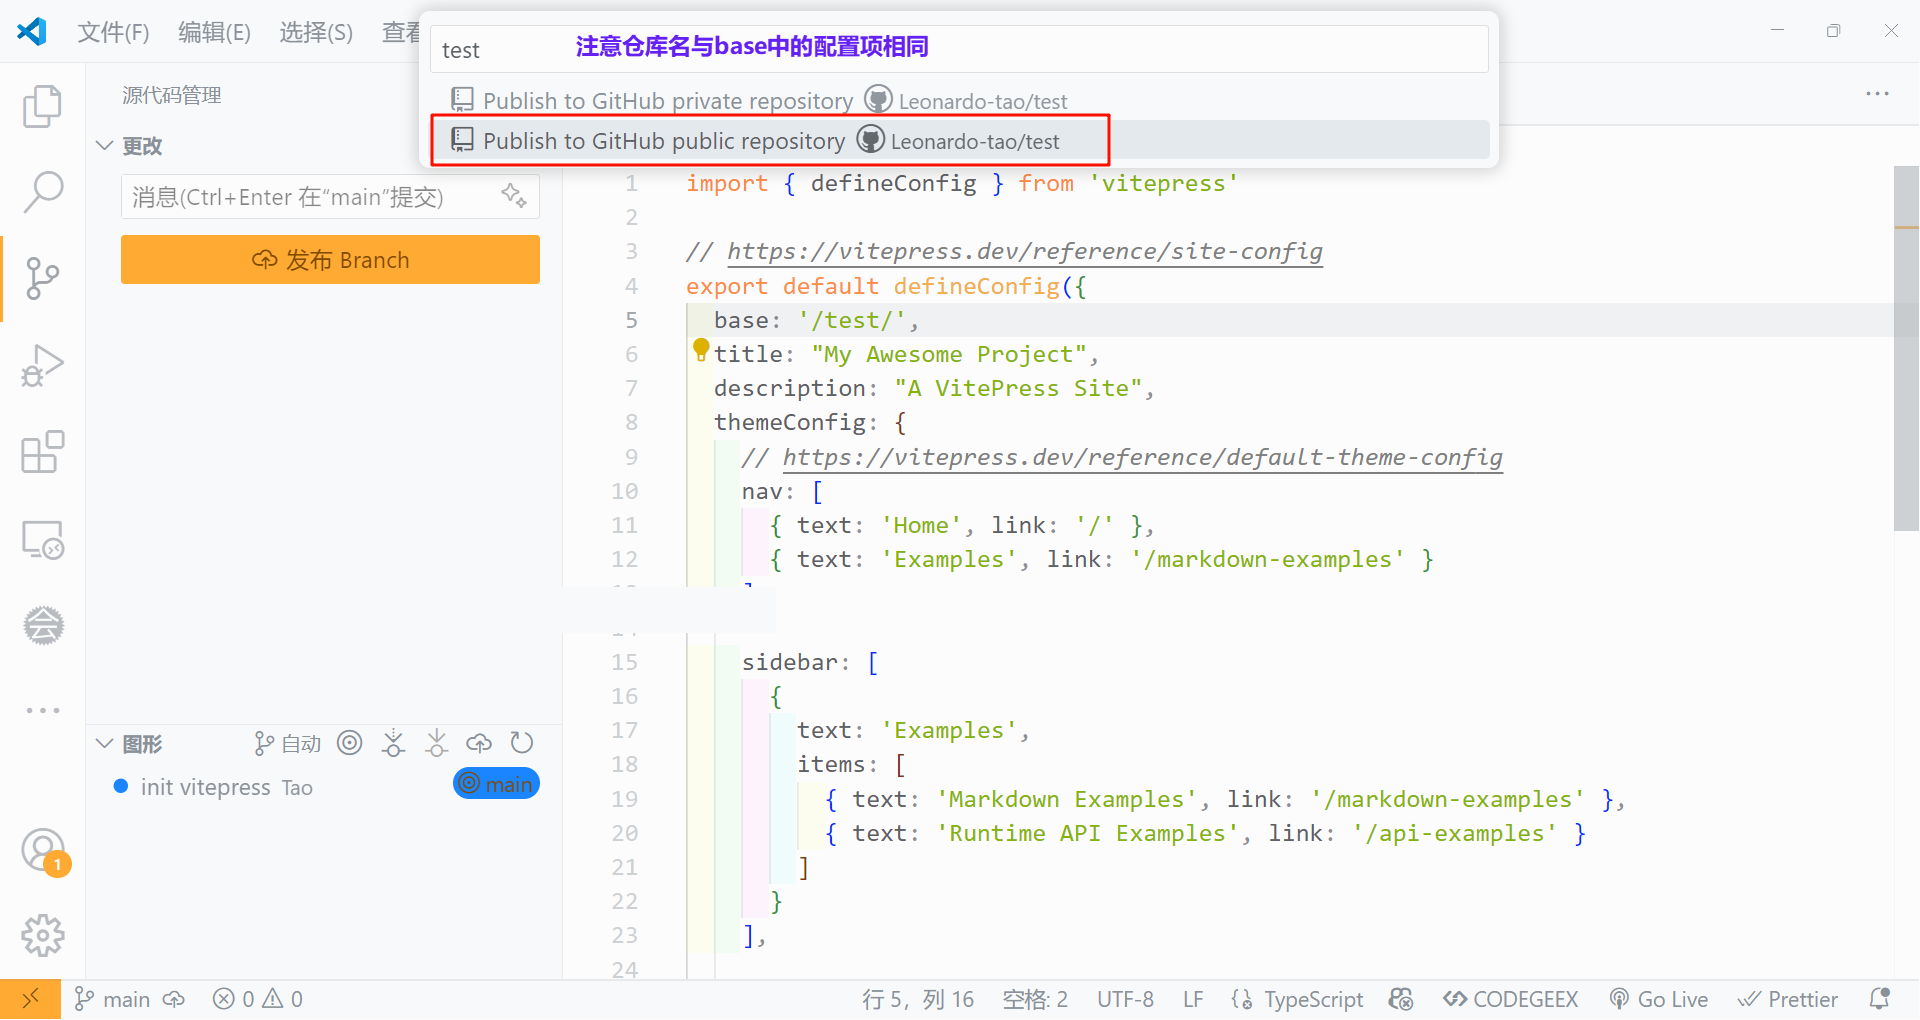 文件(F) 编辑(E) 选择(S) 查看
test 注意仓库名与base中的配置项相同
Publish to GitHub private repository Leonardo-tao/test
Publish to GitHub public repository Leonardo-tao/test
源代码管理
更改
消息(Ctrl+Enter 在“main”提交)
发布 Branch
1 import { defineConfig } from 'vitepress'
2
3 // https://vitepress.dev/reference/site-config
4 export default defineConfig({
5 base: '/test/',
6 title: "My Awesome Project",
7 description: "A VitePress Site",
8 themeConfig: {
9 // https://vitepress.dev/reference/default-theme-config
10 nav: [
11 { text: 'Home', link: '/' },
12 { text: 'Examples', link: '/markdown-examples' }
15 sidebar: [
16 {
17 text: 'Examples',
18 items: [
19 { text: 'Markdown Examples', link: '/markdown-examples' },
20 { text: 'Runtime API Examples', link: '/api-examples' }
21 ]
22 }
23 ],
24
图形 自动
init vitepress Tao main
1
main 0 0 行 5，列 16 空格: 2 UTF-8 LF TypeScript CODEGEEX Go Live Prettier